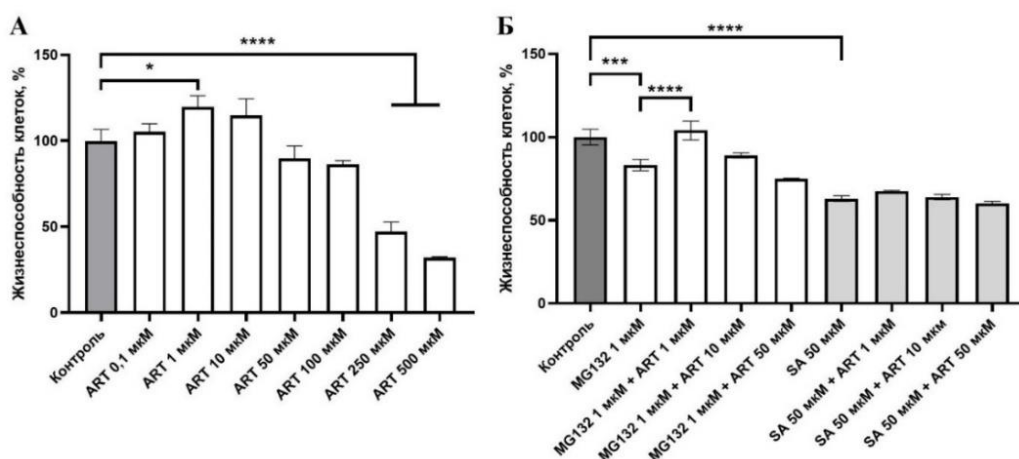 А
Жизнеспособность клеток, %
150
100
50
0
****
*
Контроль
ART 0,1 мкМ
ART 1 мкМ
ART 10 мкМ
ART 50 мкМ
ART 100 мкМ
ART 250 мкМ
ART 500 мкМ
Б
Жизнеспособность клеток, %
150
100
50
0
****
***
****
Контроль
MG132 1 мкМ
MG132 1 мкМ + ART 1 мкМ
MG132 1 мкМ + ART 10 мкМ
MG132 1 мкМ + ART 50 мкМ
SA 50 мкМ
SA 50 мкМ + ART 1 мкМ
SA 50 мкМ + ART 10 мкм
SA 50 мкМ + ART 50 мкМ